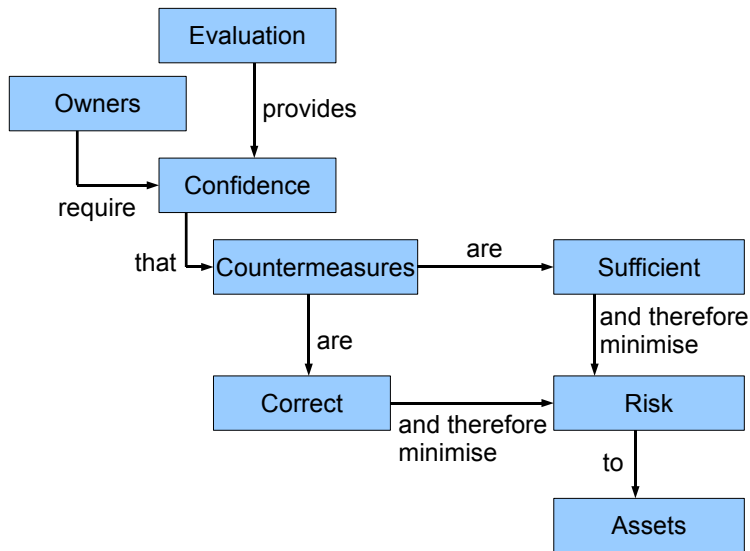 Evaluation
Owners
provides
Confidence
require
that
Countermeasures
are
Sufficient
are
and therefore
minimise
Correct
and therefore
minimise
Risk
to
Assets